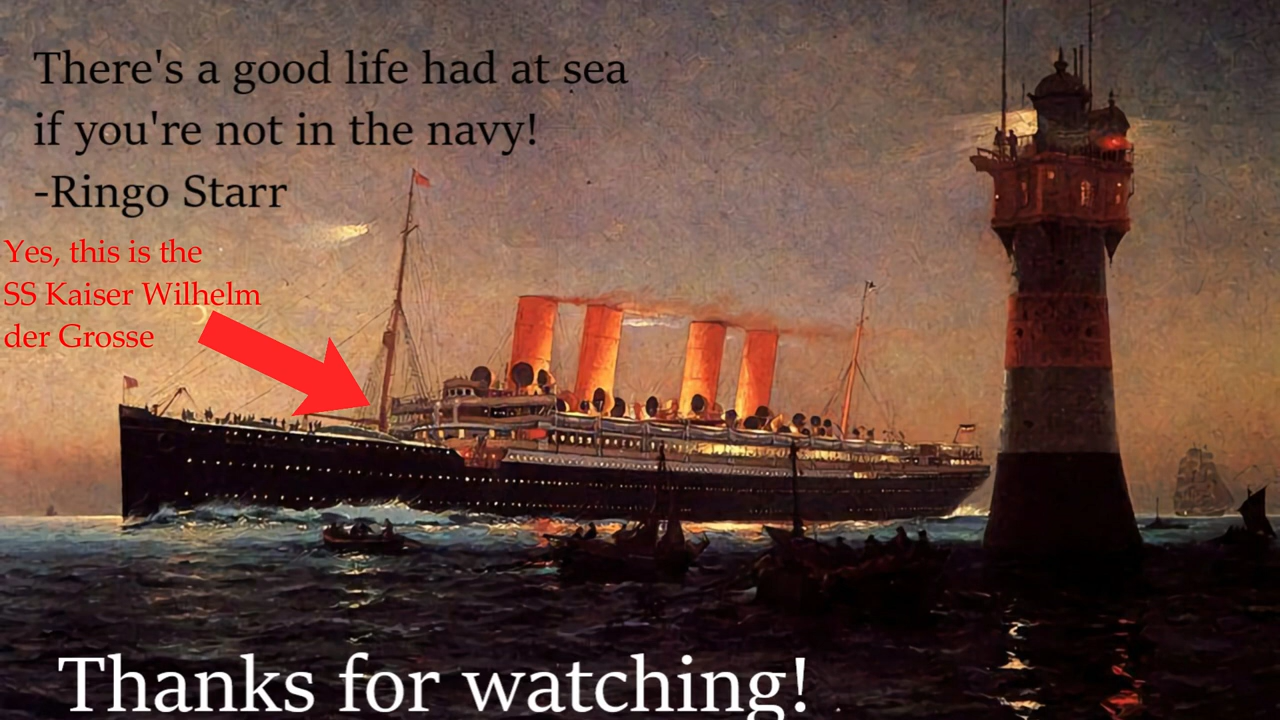 There's a good life had at sea
if you're not in the navy!
-Ringo Starr
Yes, this is the
SS Kaiser Wilhelm
der Grosse
Thanks for watching!